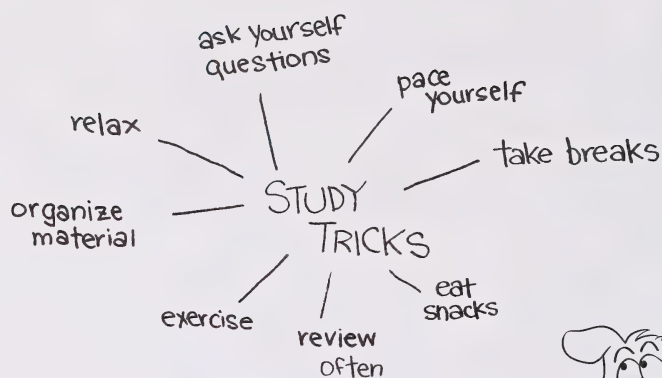 ask yourself
questions
pace
yourself
relax
take breaks
STUDY
TRICKS
organize
material
eat
snacks
exercise
review
often